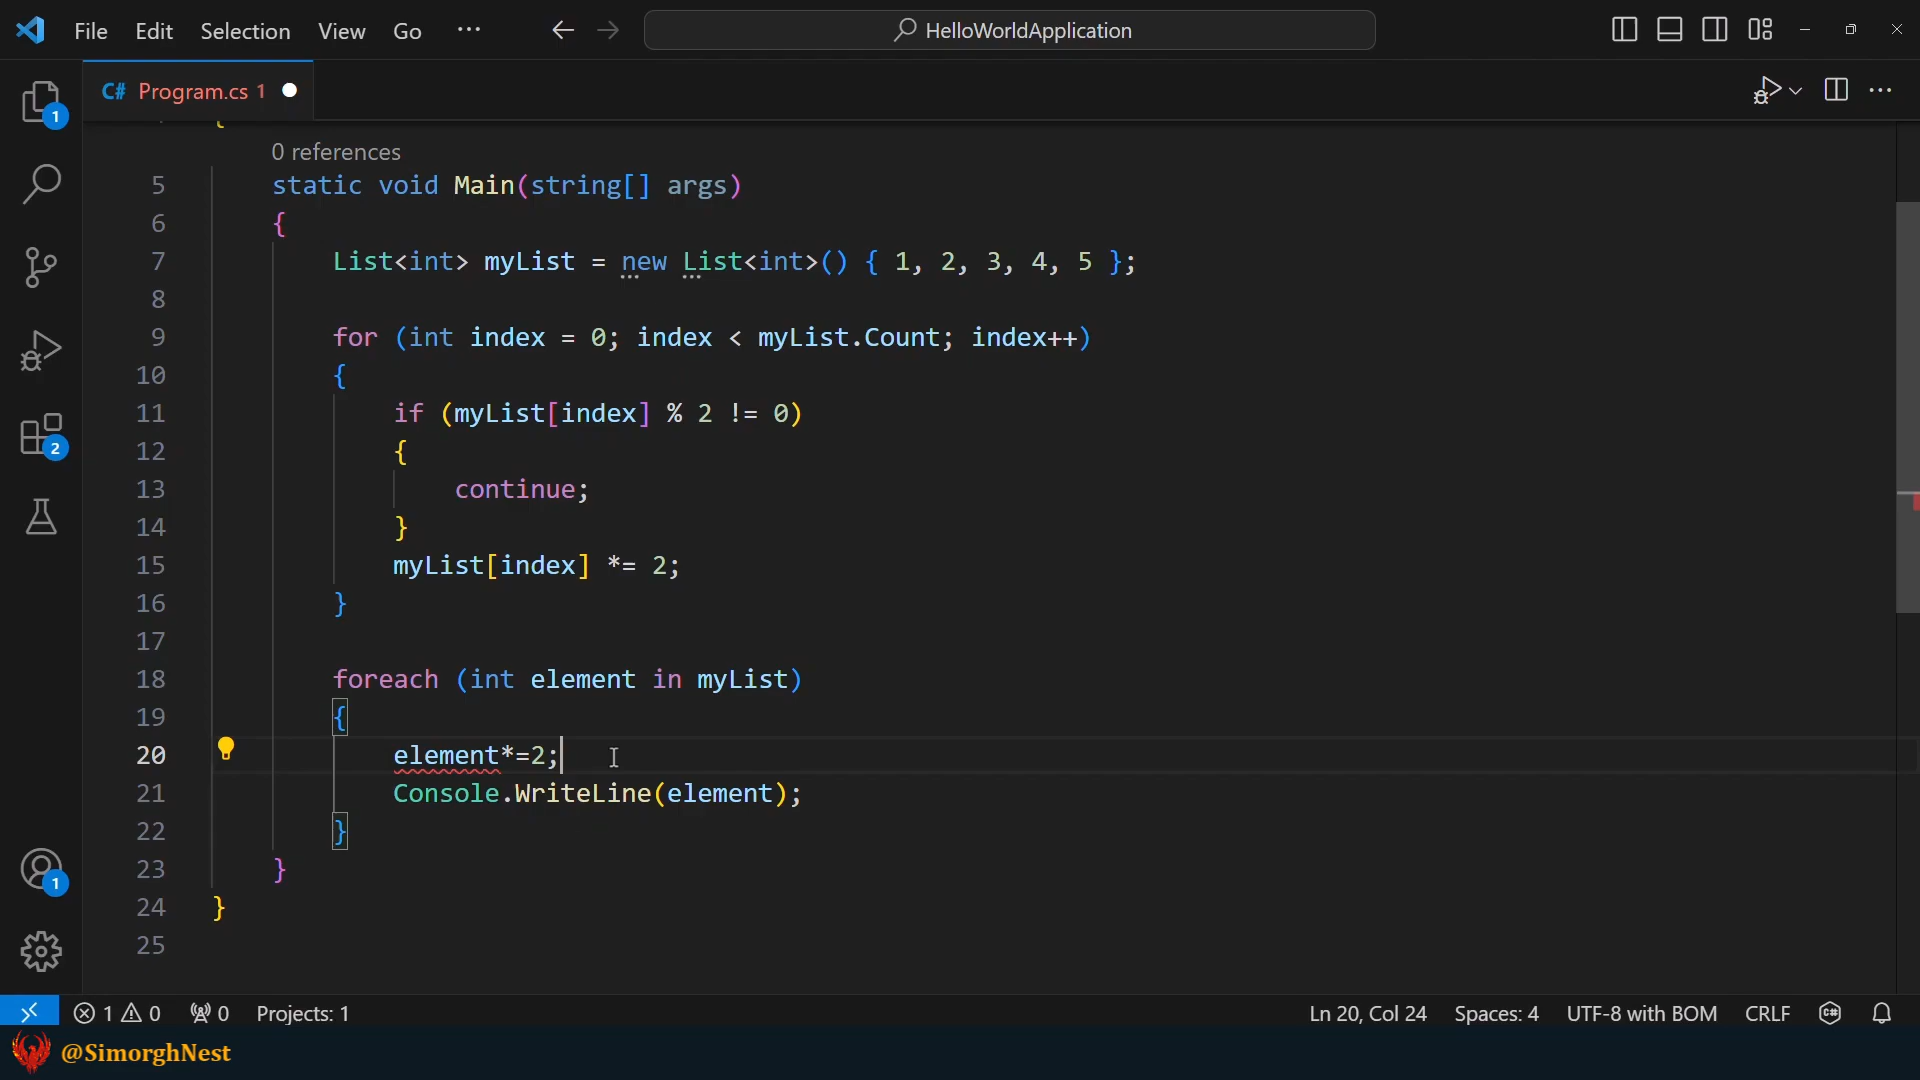 File Edit Selection View Go ··· HelloWorldApplication
C# Program.cs 1
{
0 references
5 static void Main(string[] args)
6 {
7 List<int> myList = new List<int>() { 1, 2, 3, 4, 5 };
8
9 for (int index = 0; index < myList.Count; index++)
10 {
11 if (myList[index] % 2 != 0)
12 {
13 continue;
14 }
15 myList[index] *= 2;
16 }
17
18 foreach (int element in myList)
19 {
20 element*=2;
21 Console.WriteLine(element);
22 }
23 }
24 }
25
1
2
1
1 0 0 Projects: 1 Ln 20, Col 24 Spaces: 4 UTF-8 with BOM CRLF
@SimorghNest